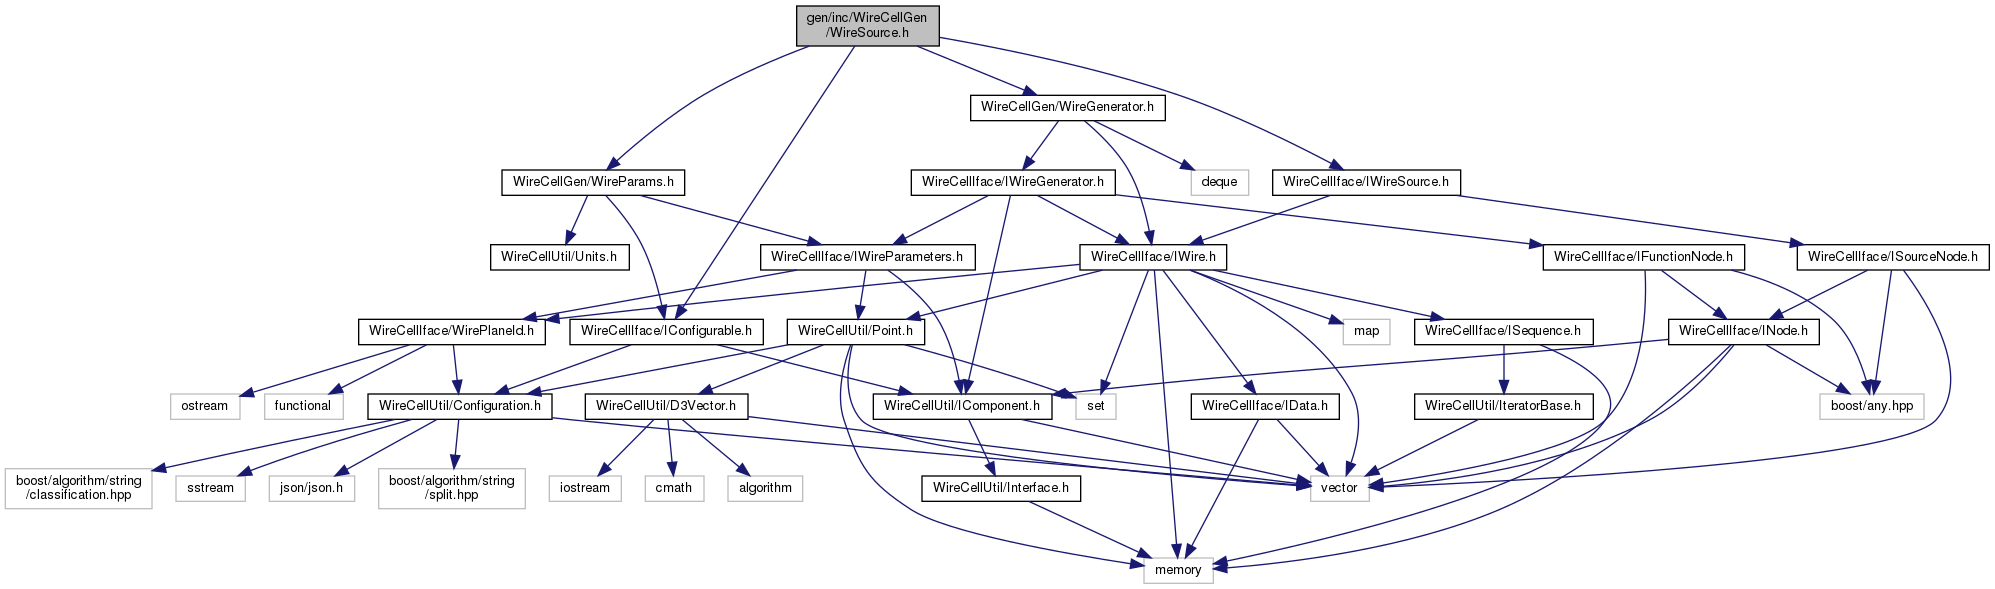 gen/inc/WireCellGen
/WireSource.h
WireCellGen/WireGenerator.h
WireCellGen/WireParams.h
WireCellIface/IWireGenerator.h
deque
WireCellIface/IWireSource.h
WireCellUtil/Units.h
WireCellIface/IWireParameters.h
WireCellIface/IWire.h
WireCellIface/IFunctionNode.h
WireCellIface/ISourceNode.h
WireCellIface/WirePlaneId.h
WireCellIface/IConfigurable.h
WireCellUtil/Point.h
map
WireCellIface/ISequence.h
WireCellIface/INode.h
ostream
functional
WireCellUtil/Configuration.h
WireCellUtil/D3Vector.h
WireCellUtil/IComponent.h
set
WireCellIface/IData.h
WireCellUtil/IteratorBase.h
boost/any.hpp
boost/algorithm/string
/classification.hpp
sstream
json/json.h
boost/algorithm/string
/split.hpp
iostream
cmath
algorithm
WireCellUtil/Interface.h
vector
memory